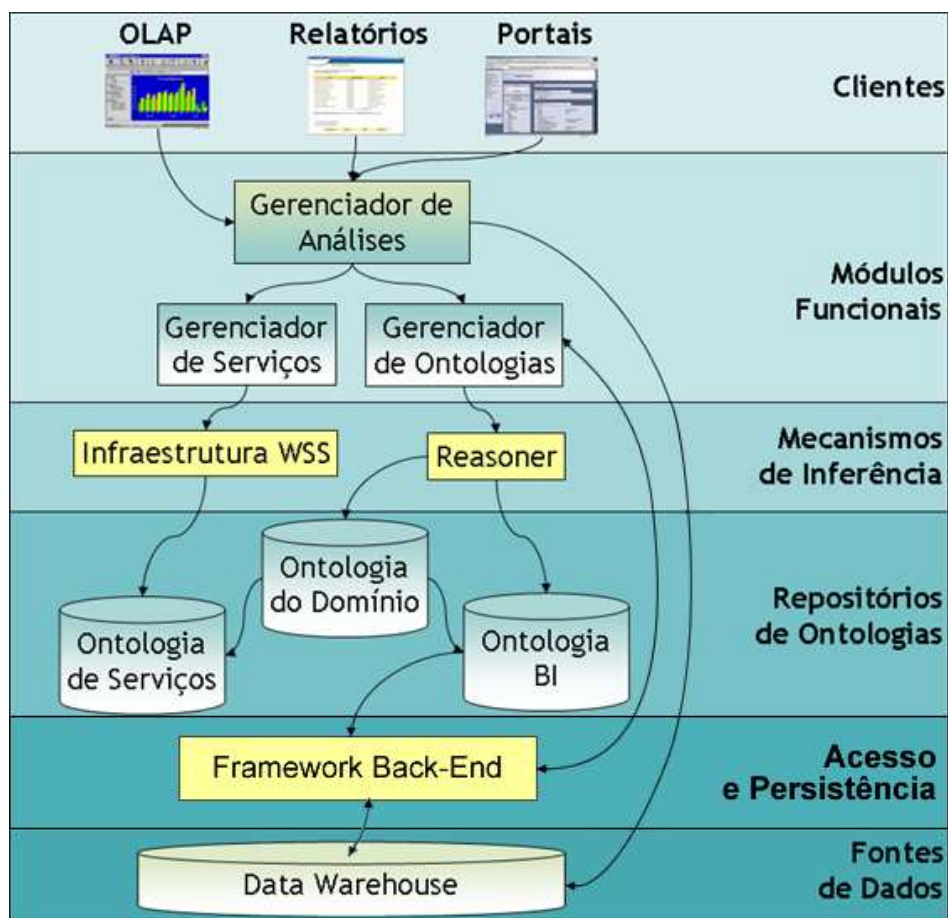 OLAP
Relatórios
Portais
Clientes
Gerenciador de
Análises
Módulos
Funcionais
Gerenciador
de Serviços
Gerenciador
de Ontologias
Infraestrutura WSS
Reasoner
Mecanismos
de Inferência
Ontologia
do Domínio
Ontologia
de Serviços
Ontologia
BI
Repositórios
de Ontologias
Framework Back-End
Acesso
e Persistência
Data Warehouse
Fontes
de Dados